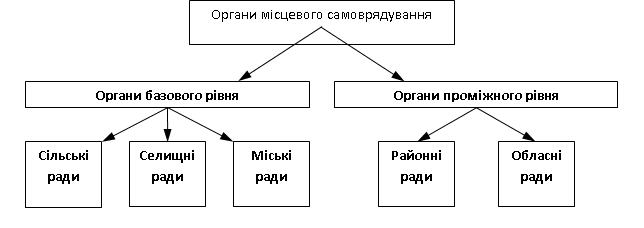 Органи місцевого самоврядування
Органи базового рівня
Органи проміжного рівня
Сільські
ради
Селищні
ради
Міські
ради
Районні
ради
Обласні
ради